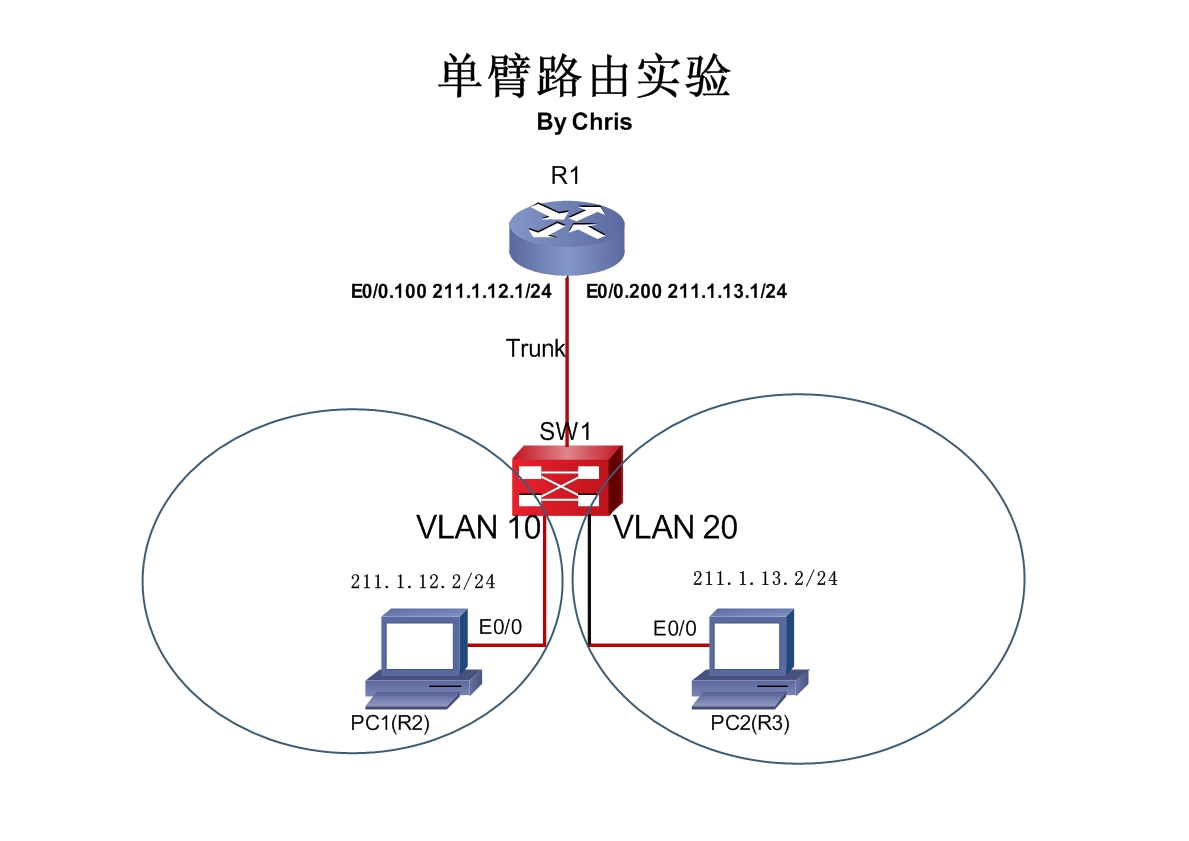 单臂路由实验
By Chris
R1
E0/0.100 211.1.12.1/24
E0/0.200 211.1.13.1/24
Trunk
SW1
VLAN 10
VLAN 20
211.1.12.2/24
211.1.13.2/24
E0/0
E0/0
PC1(R2)
PC2(R3)